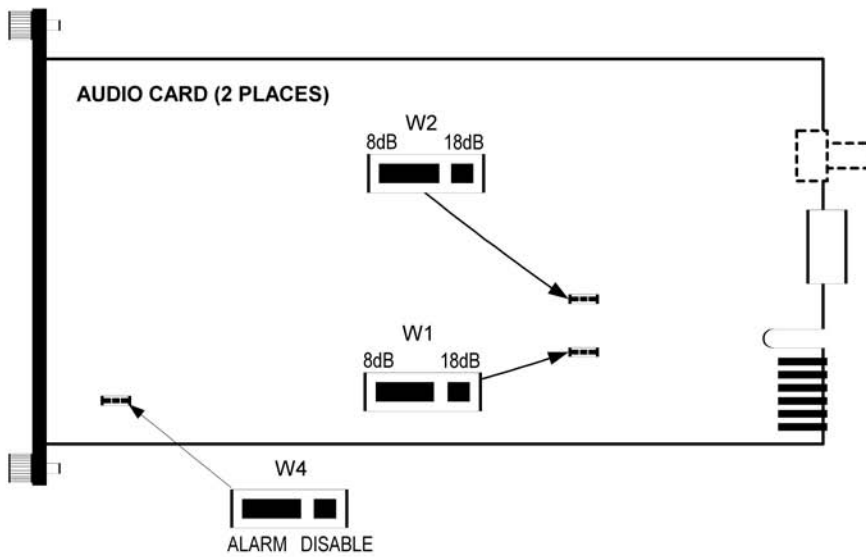 AUDIO CARD (2 PLACES)
W2
8dB 18dB
W1
8dB 18dB
W4
ALARM DISABLE